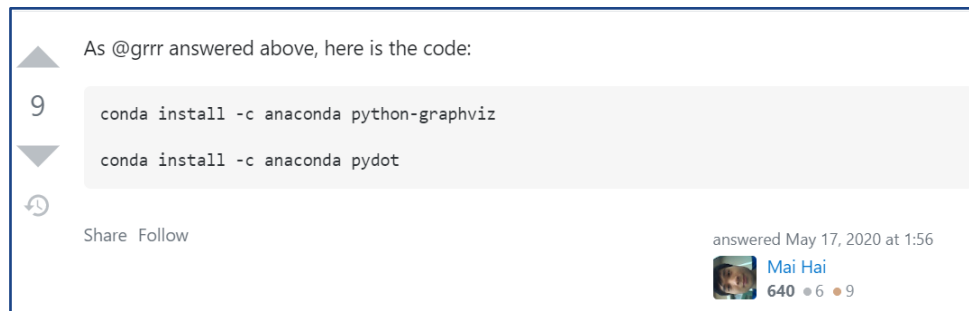 As @grrr answered above, here is the code:
9
conda install -c anaconda python-graphviz
conda install -c anaconda pydot
Share Follow
answered May 17, 2020 at 1:56
Mai Hai
640 ●6 ●9